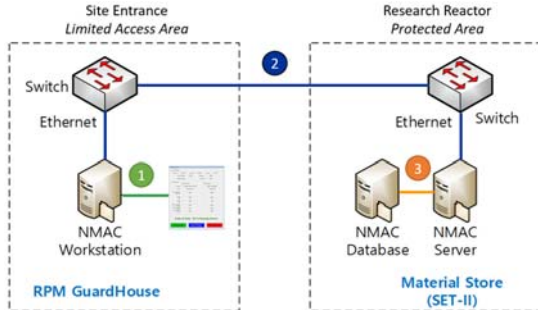 Site Entrance
Limited Access Area
Research Reactor
Protected Area
2
Switch
Ethernet
Ethernet
Switch
1
3
NMAC
Workstation
NMAC
Database
NMAC
Server
RPM GuardHouse
Material Store
(SET-II)